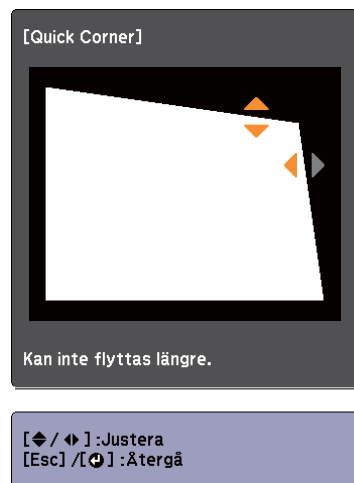 [Quick Corner]
Kan inte flyttas längre.
[ / ] :Justera
[Esc] /[ ] :Återgå